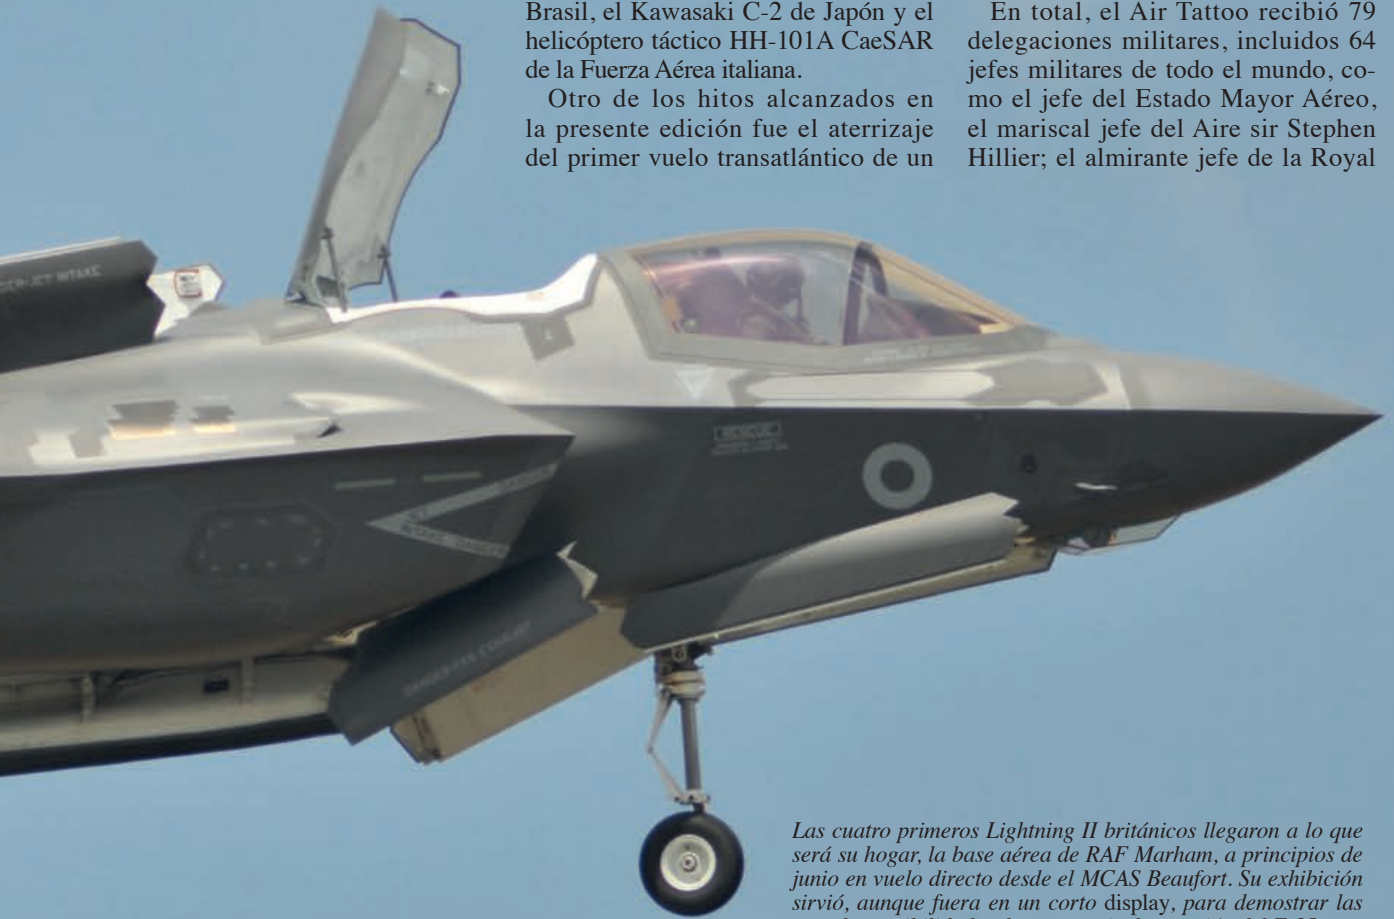 Brasil, el Kawasaki C-2 de Japón y el
helicóptero táctico HH-101A CaeSAR
de la Fuerza Aérea italiana.
Otro de los hitos alcanzados en
la presente edición fue el aterrizaje
del primer vuelo transatlántico de un
En total, el Air Tattoo recibió 79
delegaciones militares, incluidos 64
jefes militares de todo el mundo, co-
mo el jefe del Estado Mayor Aéreo,
el mariscal jefe del Aire sir Stephen
Hillier; el almirante jefe de la Royal
JET INTAKE
RESCUE
Las cuatro primeros Lightning II británicos llegaron a lo que
será su hogar, la base aérea de RAF Marham, a principios de
junio en vuelo directo desde el MCAS Beaufort. Su exhibición
sirvió, aunque fuera en un corto display, para demostrar las